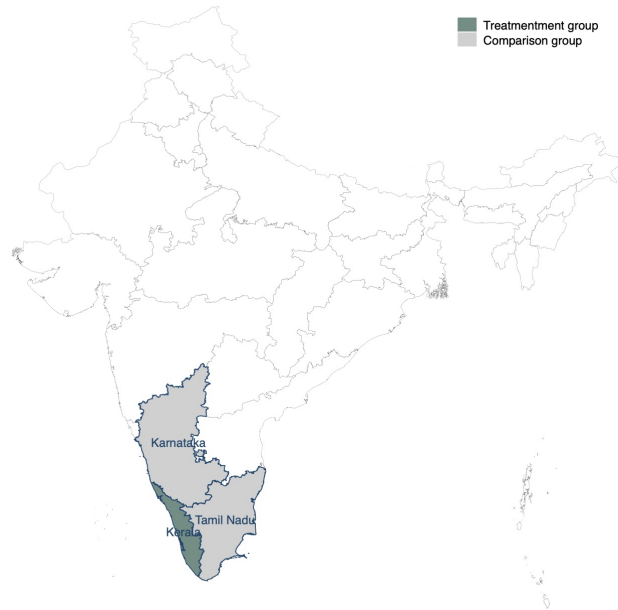 Treatmentment group
Comparison group
Karnataka
Tamil Nadu
Kerala